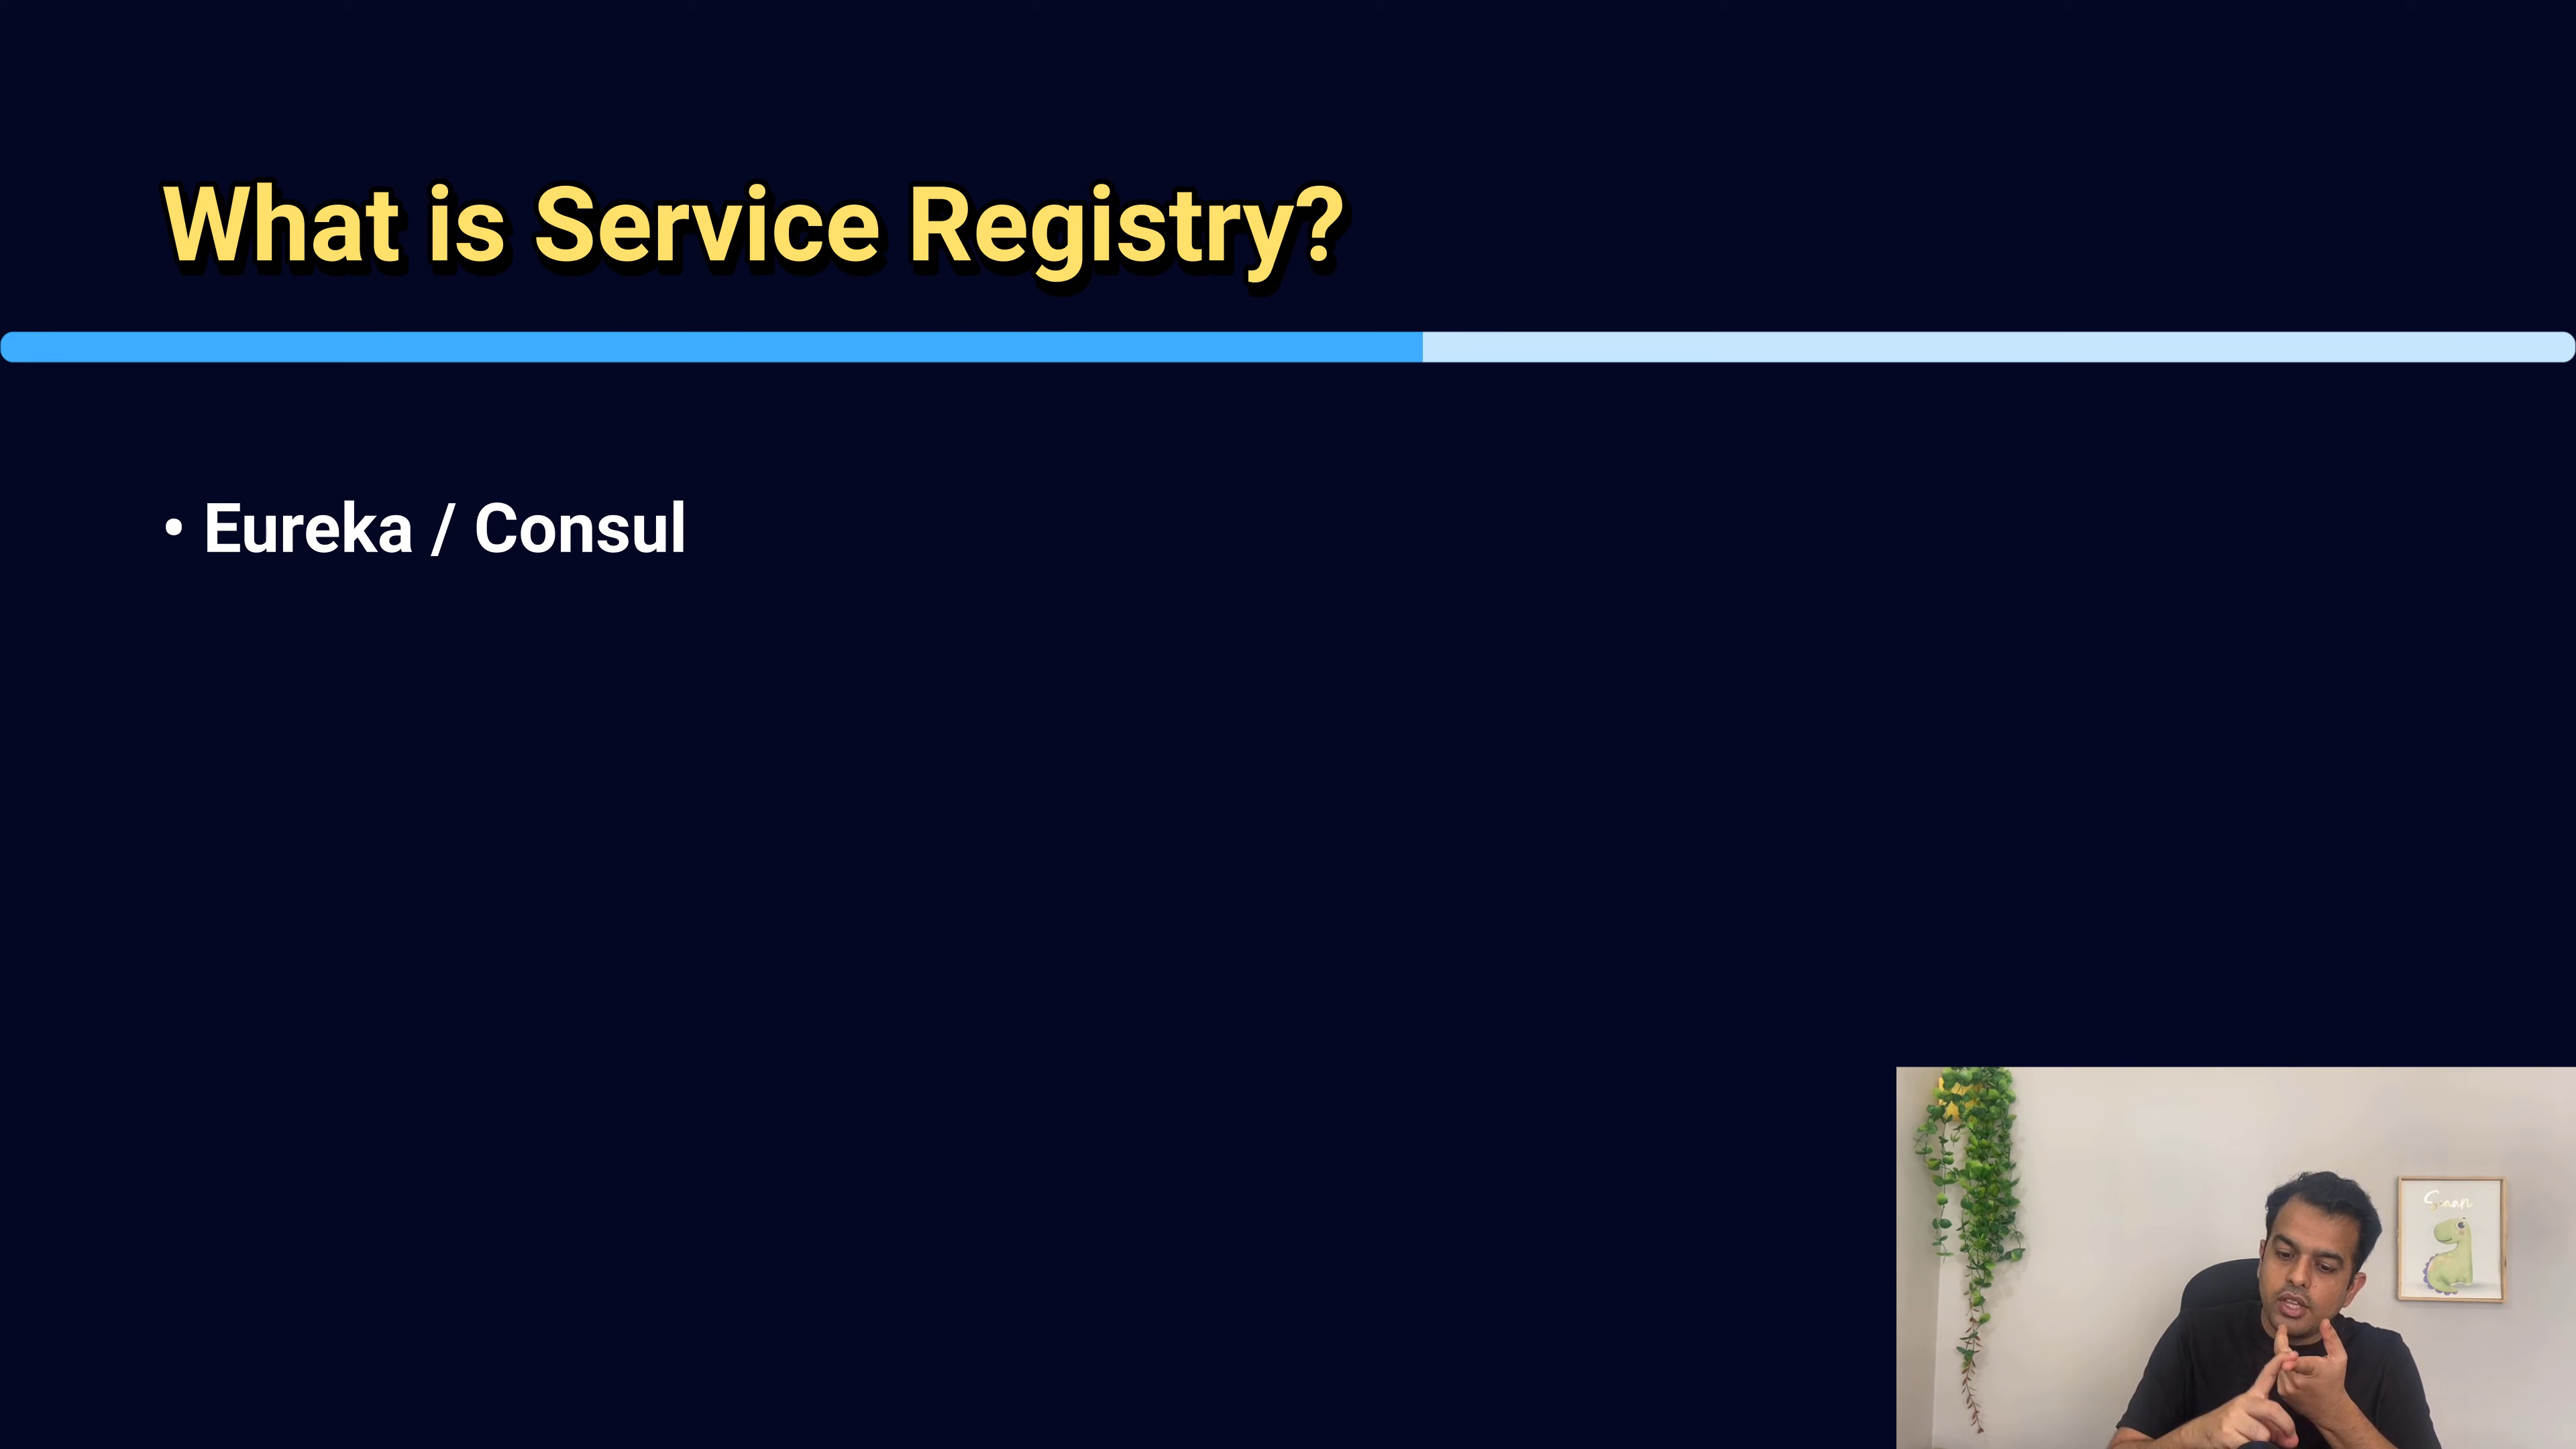 What is Service Registry?
• Eureka / Consul